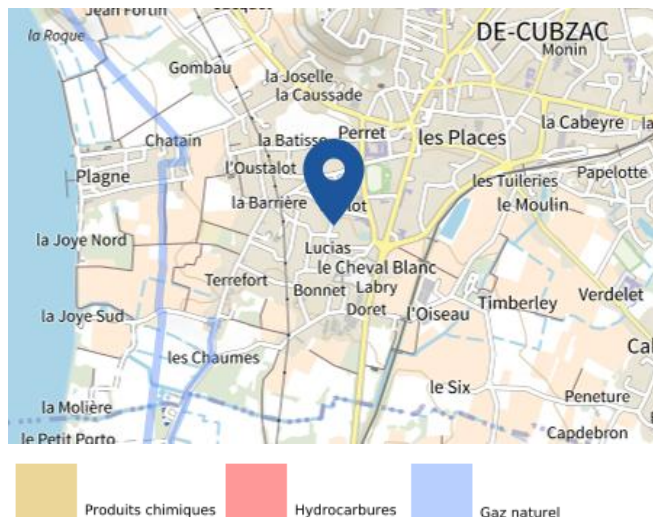 Jean Fortin
la Roque
DE-CUBZAC
Monin
Gombau
la Joselle
la Caussade
la Cabeyre
la
Chatain
la Batisse
Perret
les Places
Plagne
l'Oustalot
les Tuileries
Papelotte
la Barrière
lot
le Moulin
la Joye Nord
Lucias
le Cheval Blanc
Terrefort
Bonnet
Labry
Timberley
Verdelet
la Joye Sud
Doret
l'Oiseau
les Chaumes
Cal
le Six
Peneture
la Molière
Capdebron
le Petit Porto
Produits chimiques
Hydrocarbures
Gaz naturel